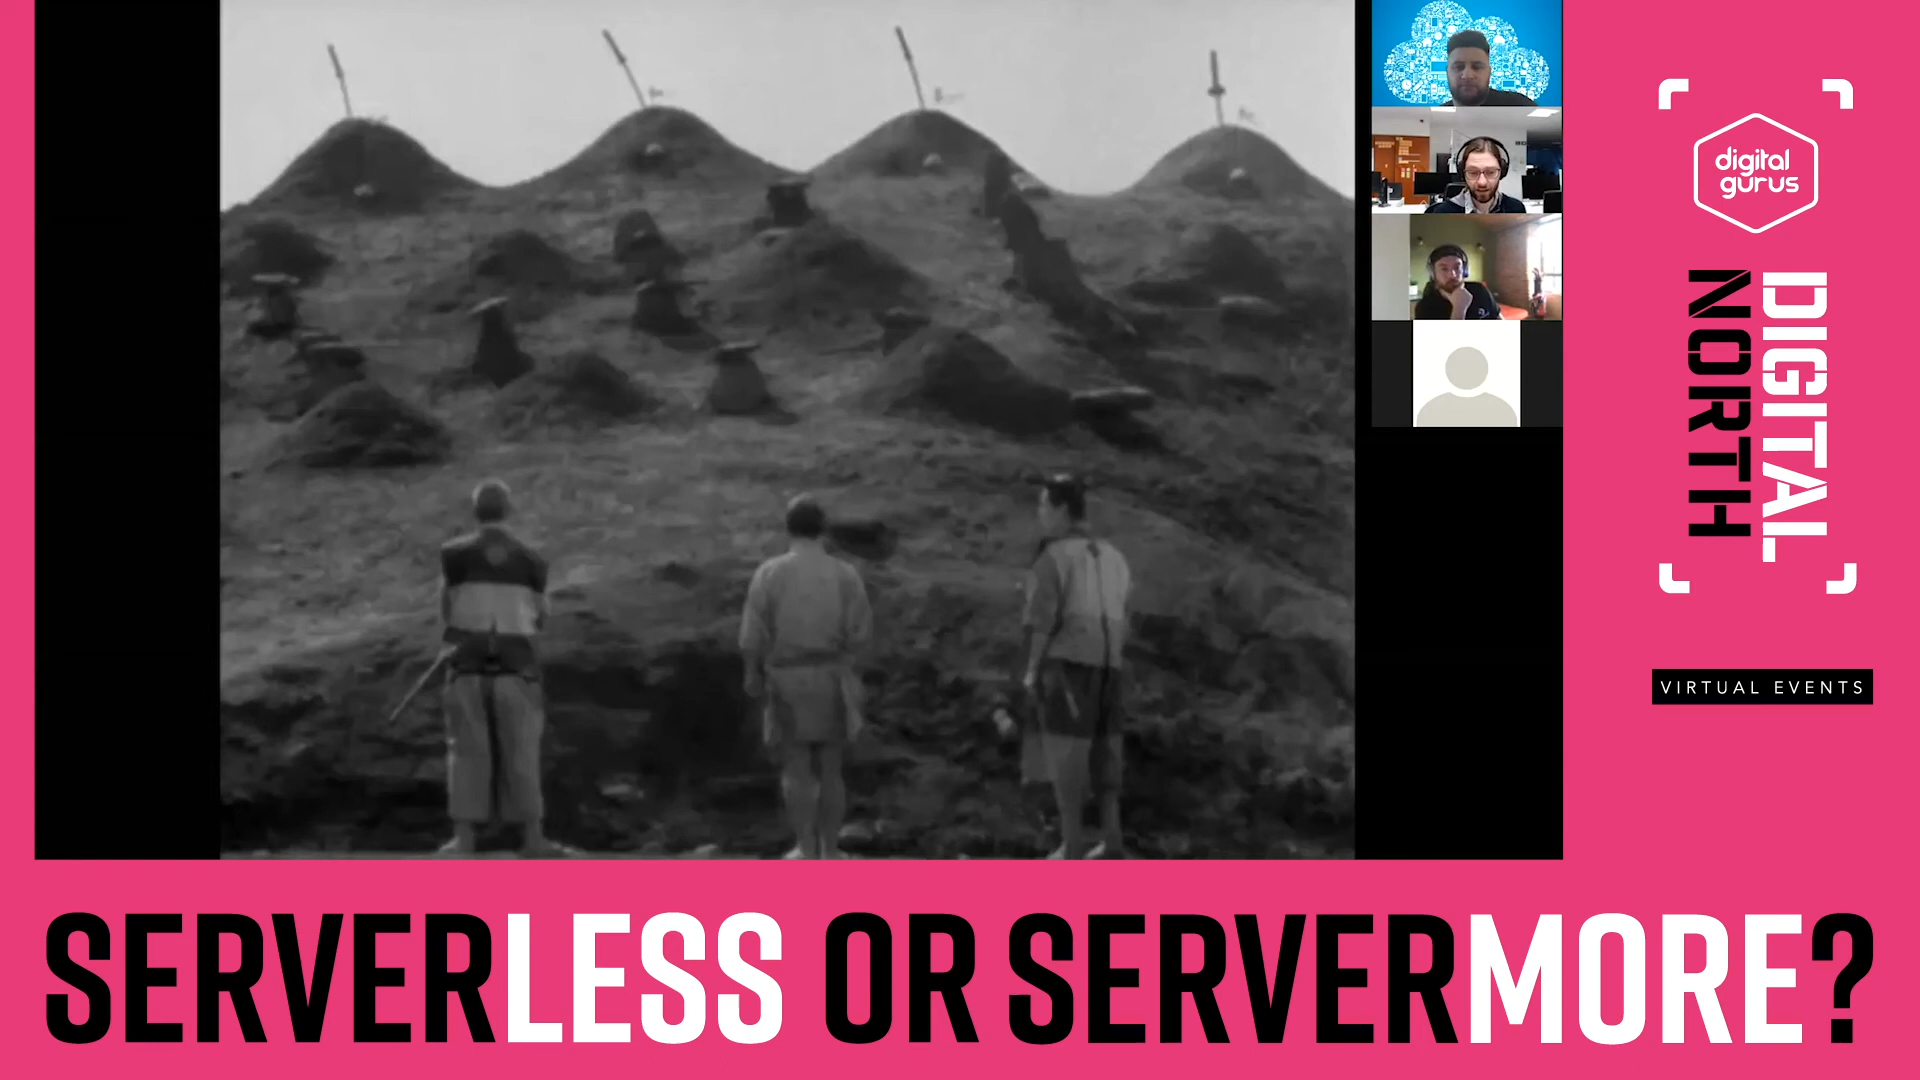 digital
gurus
DIGITAL
NORTH
VIRTUAL EVENTS
SERVERLESS OR SERVERMORE?